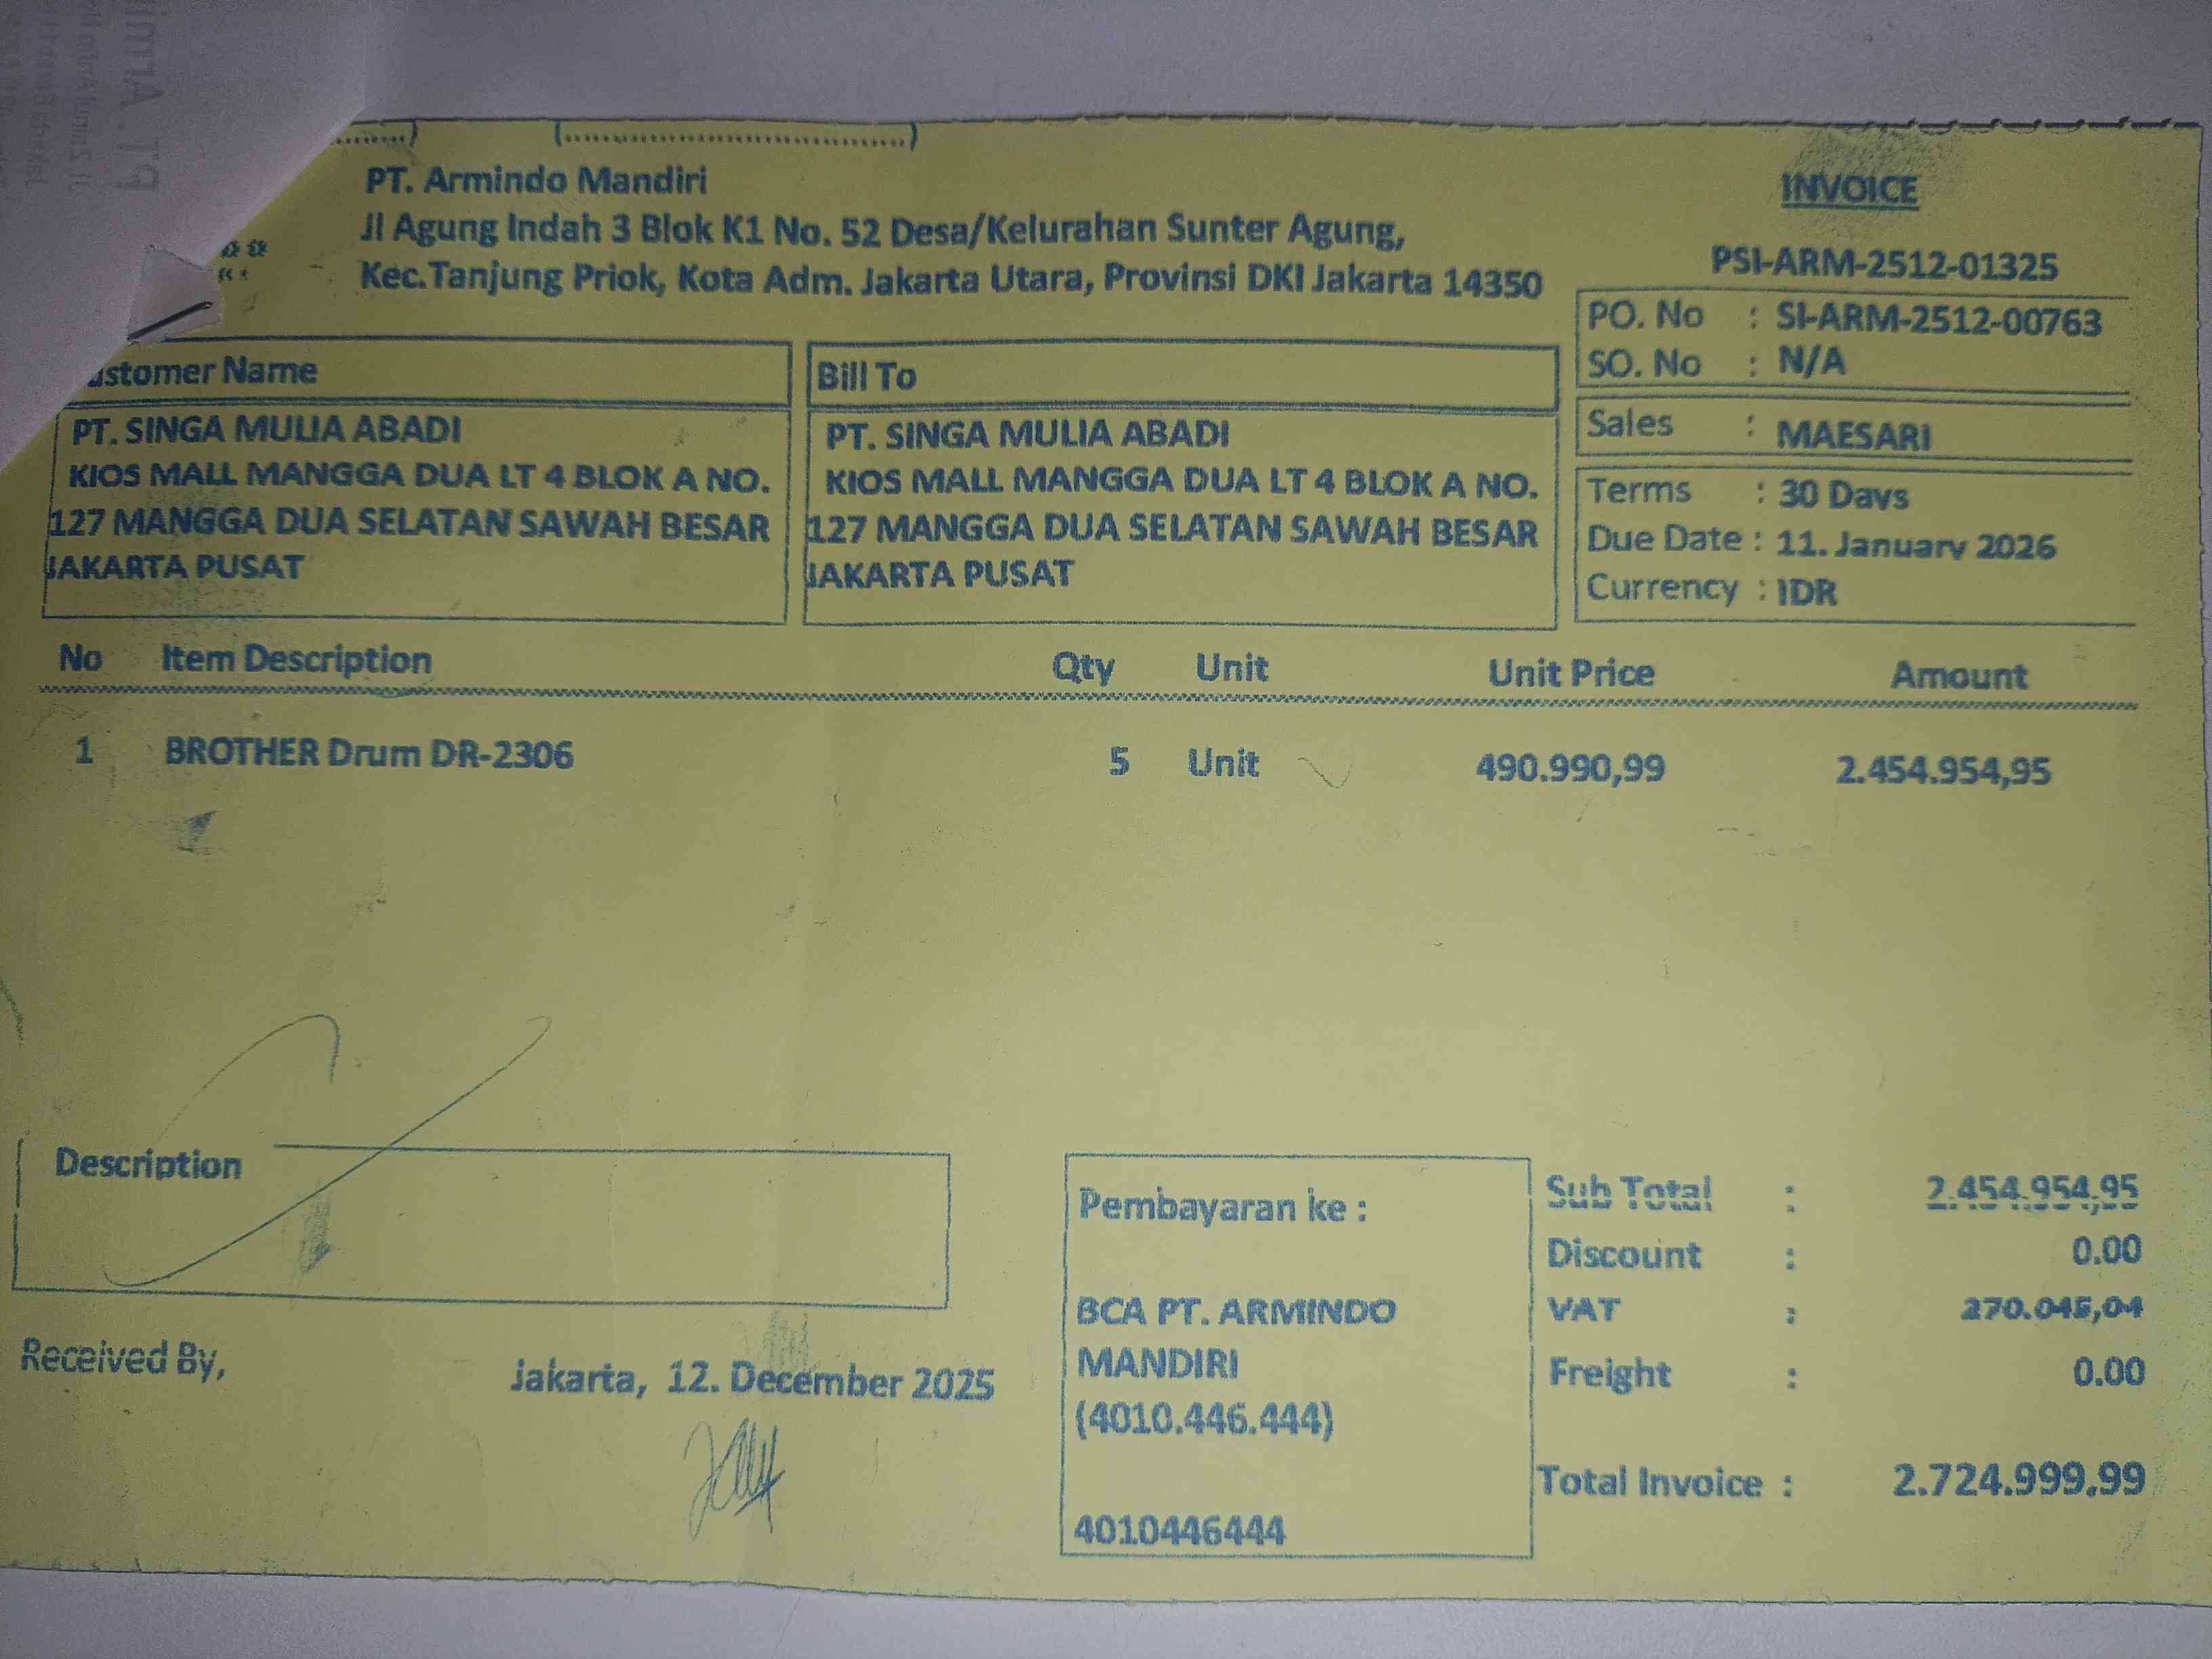 PT. Armindo Mandiri
Jl Agung Indah 3 Blok K1 No. 52 Desa/Kelurahan Sunter Agung,
Kec.Tanjung Priok, Kota Adm. Jakarta Utara, Provinsi DKI Jakarta 14350
INVOICE
PSI-ARM-2512-01325
PO. No : SI-ARM-2512-00763
SO. No : N/A
Sales : MAESARI
Terms : 30 Days
Due Date : 11. January 2026
Currency : IDR
ustomer Name
PT. SINGA MULIA ABADI
KIOS MALL MANGGA DUA LT 4 BLOK A NO.
127 MANGGA DUA SELATAN SAWAH BESAR
JAKARTA PUSAT
Bill To
PT. SINGA MULIA ABADI
KIOS MALL MANGGA DUA LT 4 BLOK A NO.
127 MANGGA DUA SELATAN SAWAH BESAR
JAKARTA PUSAT
No Item Description Qty Unit Unit Price Amount
1 BROTHER Drum DR-2306 5 Unit 490.990,99 2.454.954,95
Description
Received By,
Jakarta, 12. December 2025
Pembayaran ke :
BCA PT. ARMINDO
MANDIRI
(4010.446.444)
4010446444
Sub Total : 2.454.954,95
Discount : 0.00
VAT : 270.045,04
Freight : 0.00
Total Invoice : 2.724.999,99